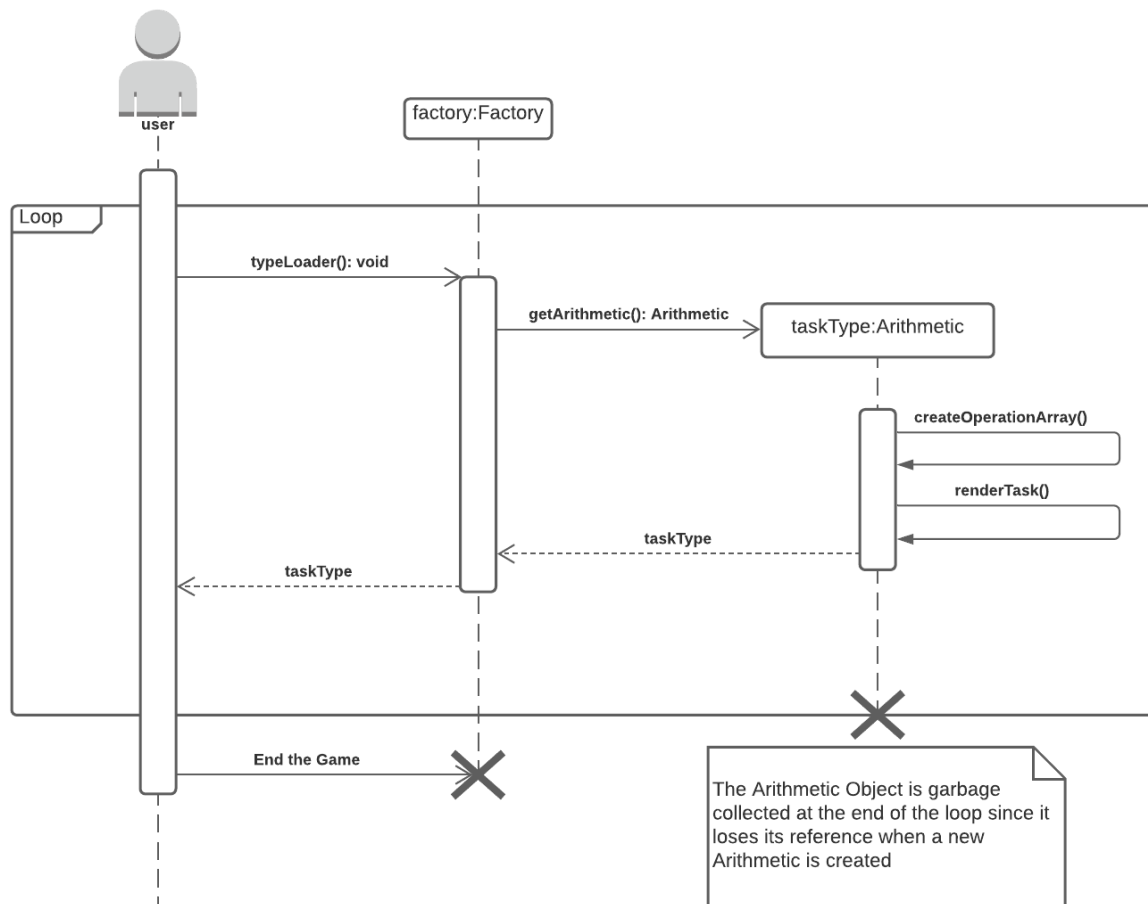 user
factory:Factory
Loop
typeLoader(): void
getArithmetic(): Arithmetic
taskType:Arithmetic
createOperationArray()
renderTask()
taskType
taskType
End the Game
The Arithmetic Object is garbage
collected at the end of the loop since it
loses its reference when a new
Arithmetic is created